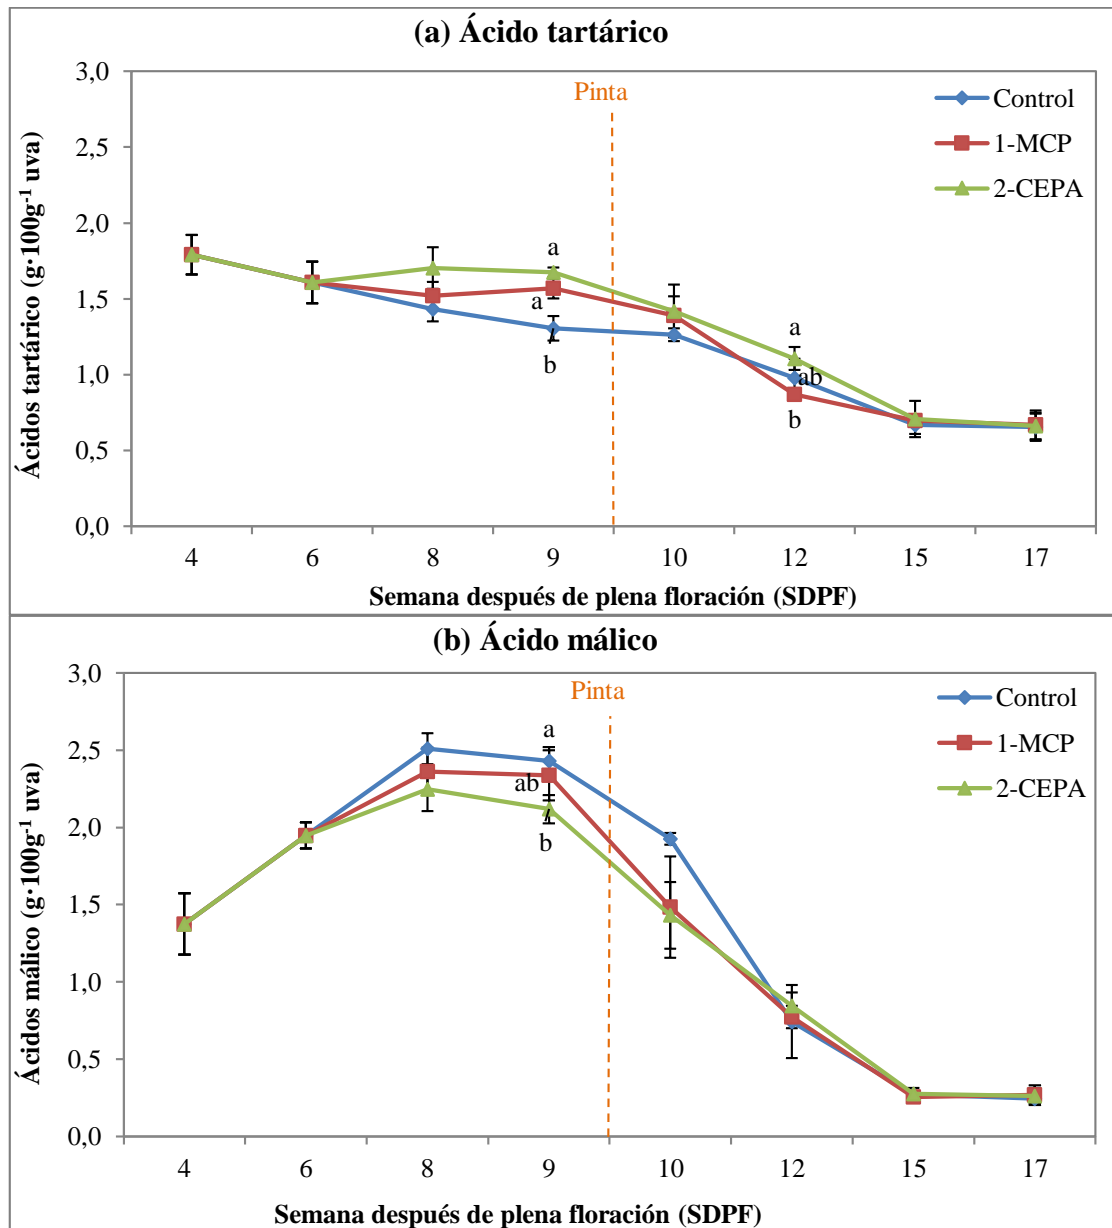 (a) Ácido tartárico
Ácidos tartárico (g·100g⁻¹ uva)
3,0
2,5
2,0
1,5
1,0
0,5
0,0
Pinta
Control
1-MCP
2-CEPA
a
a
b
a
ab
b
4 6 8 9 10 12 15 17
Semana después de plena floración (SDPF)
(b) Ácido málico
Ácidos málico (g·100g⁻¹ uva)
3,0
2,5
2,0
1,5
1,0
0,5
0,0
Pinta
Control
1-MCP
2-CEPA
a
ab
b
4 6 8 9 10 12 15 17
Semana después de plena floración (SDPF)